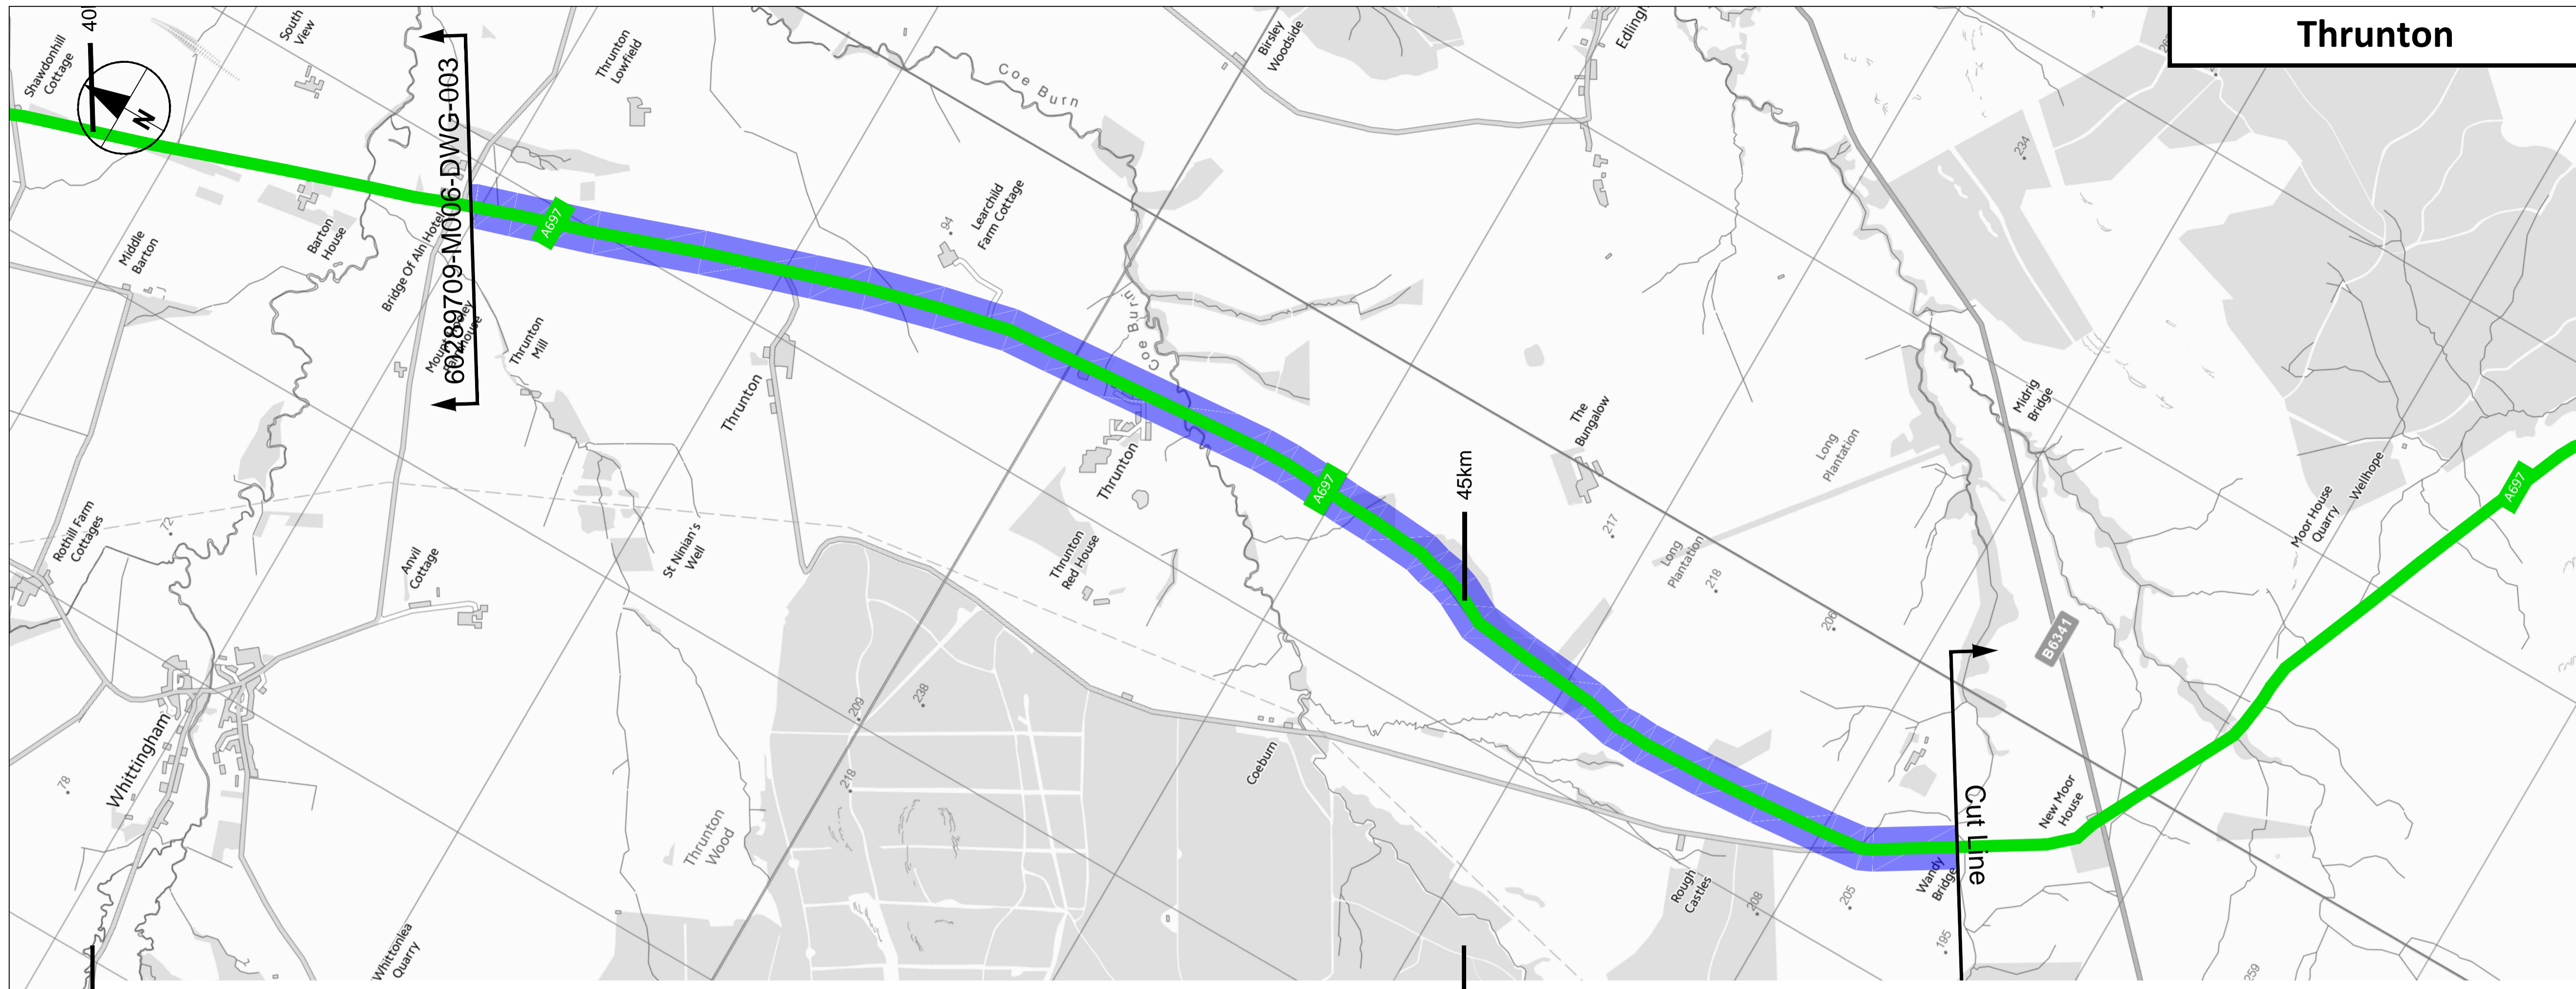 Thrunton
Shawdonhill
Cottage
South
View
Thrunton
Lowfield
Birsley
Woodside
Coe Burn
N
60289709-M006-DWG-003
234
Middle
Barton
Barton
House
Bridge Of Aln Hotel
A697
94
Learchild
Farm Cottage
Thrunton
Mill
Coe Burn
Thrunton
The
Bungalow
Long
Plantation
Midrig
Bridge
Thrunton
A697
45km
Wellhope
Moor House
Quarry
A697
Rothill Farm
Cottages
72
Anvil
Cottage
St Ninian's
Well
Thrunton
Red House
217
Long
Plantation
218
206
B6341
Whittingham
78
209
238
218
Thrunton
Wood
Coeburn
New Moor
House
Cut Line
Wandy
Bridge
Rough
Castles
208
205
195
Whittonlea
Quarry
259